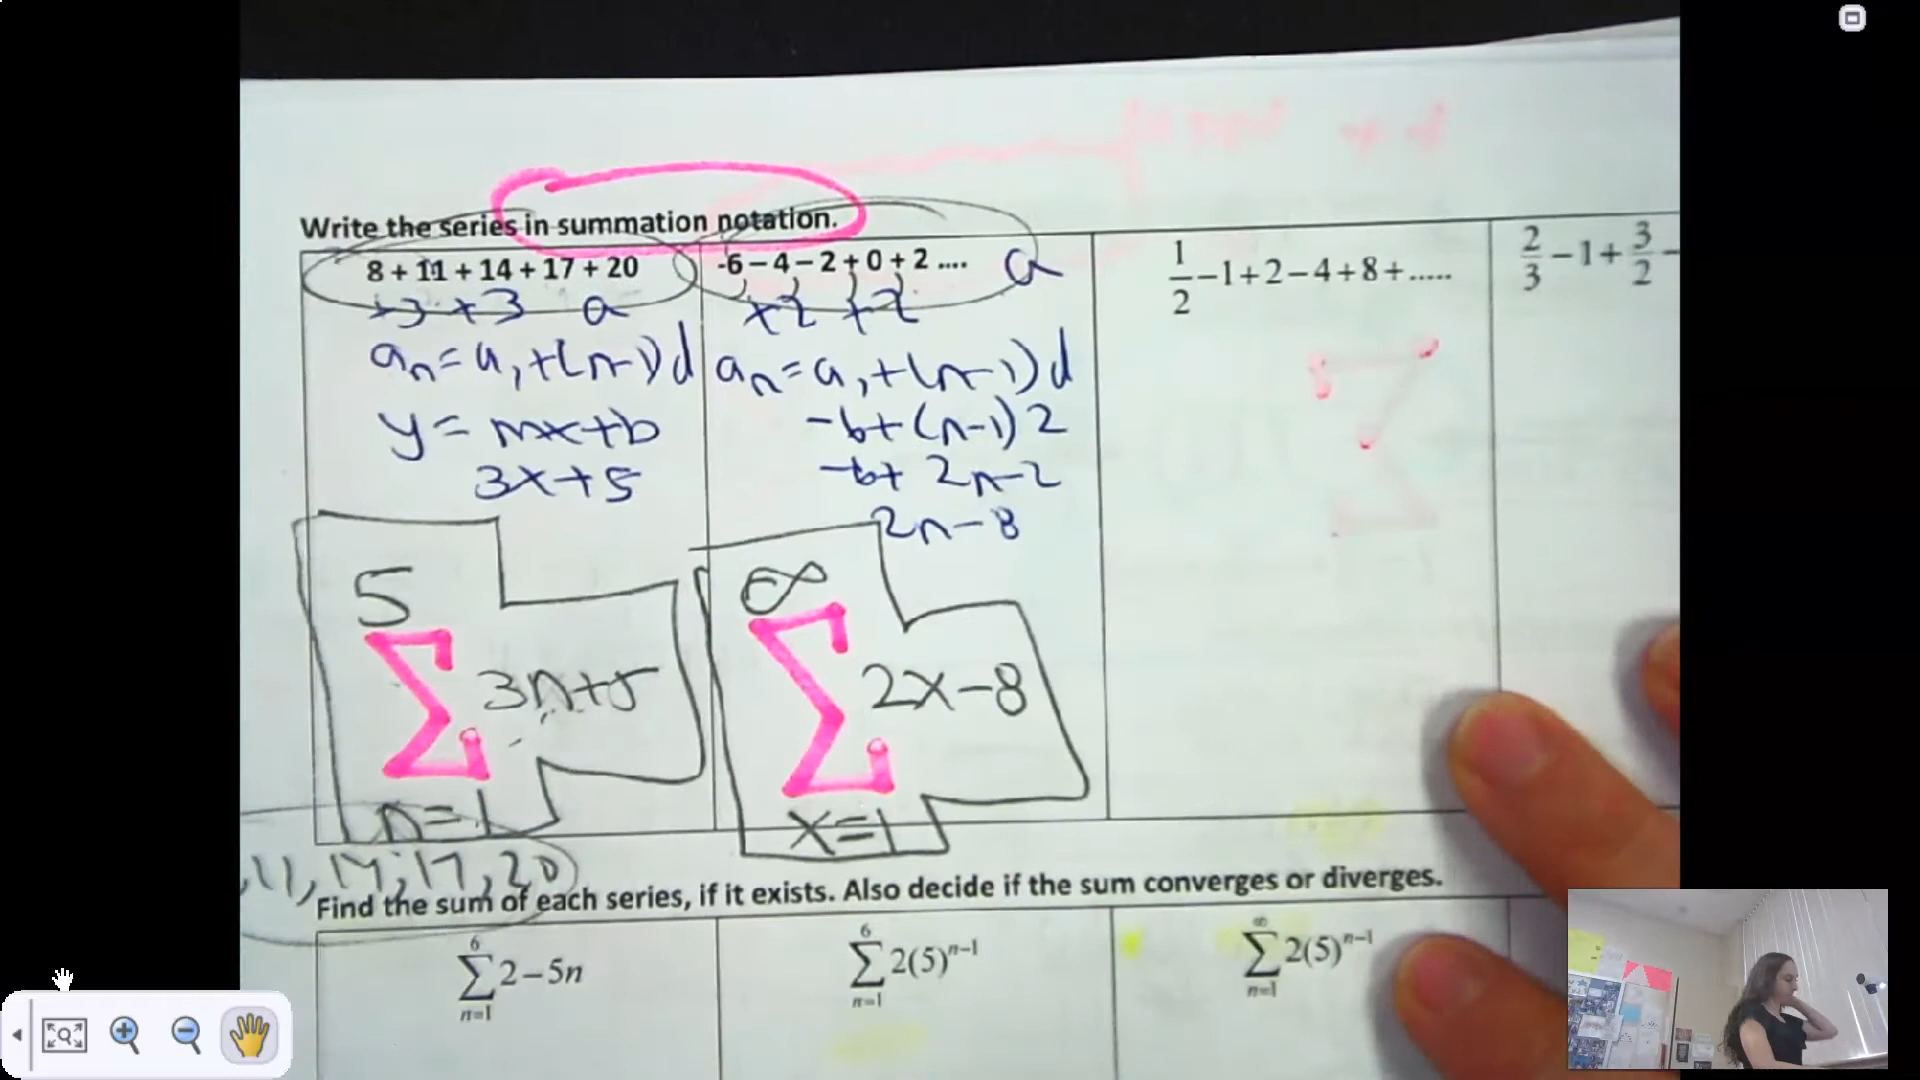 Write the series in summation notation.
8 + 11 + 14 + 17 + 20
+3 +3 a
aₙ = a₁ + (n-1)d
y = mx+b
3x+5
5
Σ 3n+5
n=1
-6 – 4 – 2 + 0 + 2 .... a
+2 +2
aₙ = a₁ + (n-1)d
-6+(n-1)2
-6+ 2n-2
2n-8
∞
Σ 2x-8
x=1
1/2 – 1 + 2 – 4 + 8 + .....
2/3 – 1 + 3/2 –
, 11, 14, 17, 20
Find the sum of each series, if it exists. Also decide if the sum converges or diverges.
6
Σ 2 – 5n
n=1
6
Σ 2(5)ⁿ⁻¹
n=1
∞
Σ 2(5)ⁿ⁻¹
n=1